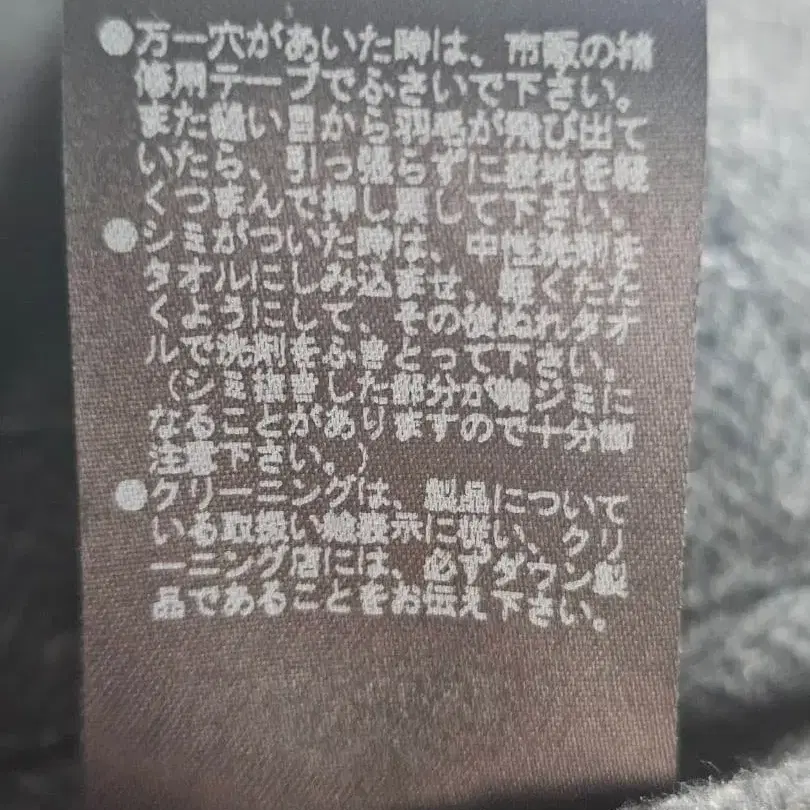 ●万一穴があいた時は、市販の補
修用テープでふさいで下さい。
また縫い目から羽毛が飛び出て
いたら、引っ張らずに裏地を軽
くつまんで押し戻して下さい。
●シミがついた時は、中性洗剤を
タオルにしみ込ませ、軽くたた
くようにして、その後ぬれタオ
ルで洗剤をふきとって下さい。
（シミ抜きした部分が輪ジミに
なることがありますので十分御
注意下さい。）
●クリーニングは、製品について
いる取扱い絵表示に従い、クリ
ーニング店には、必ずダウン製
品であることをお伝え下さい。